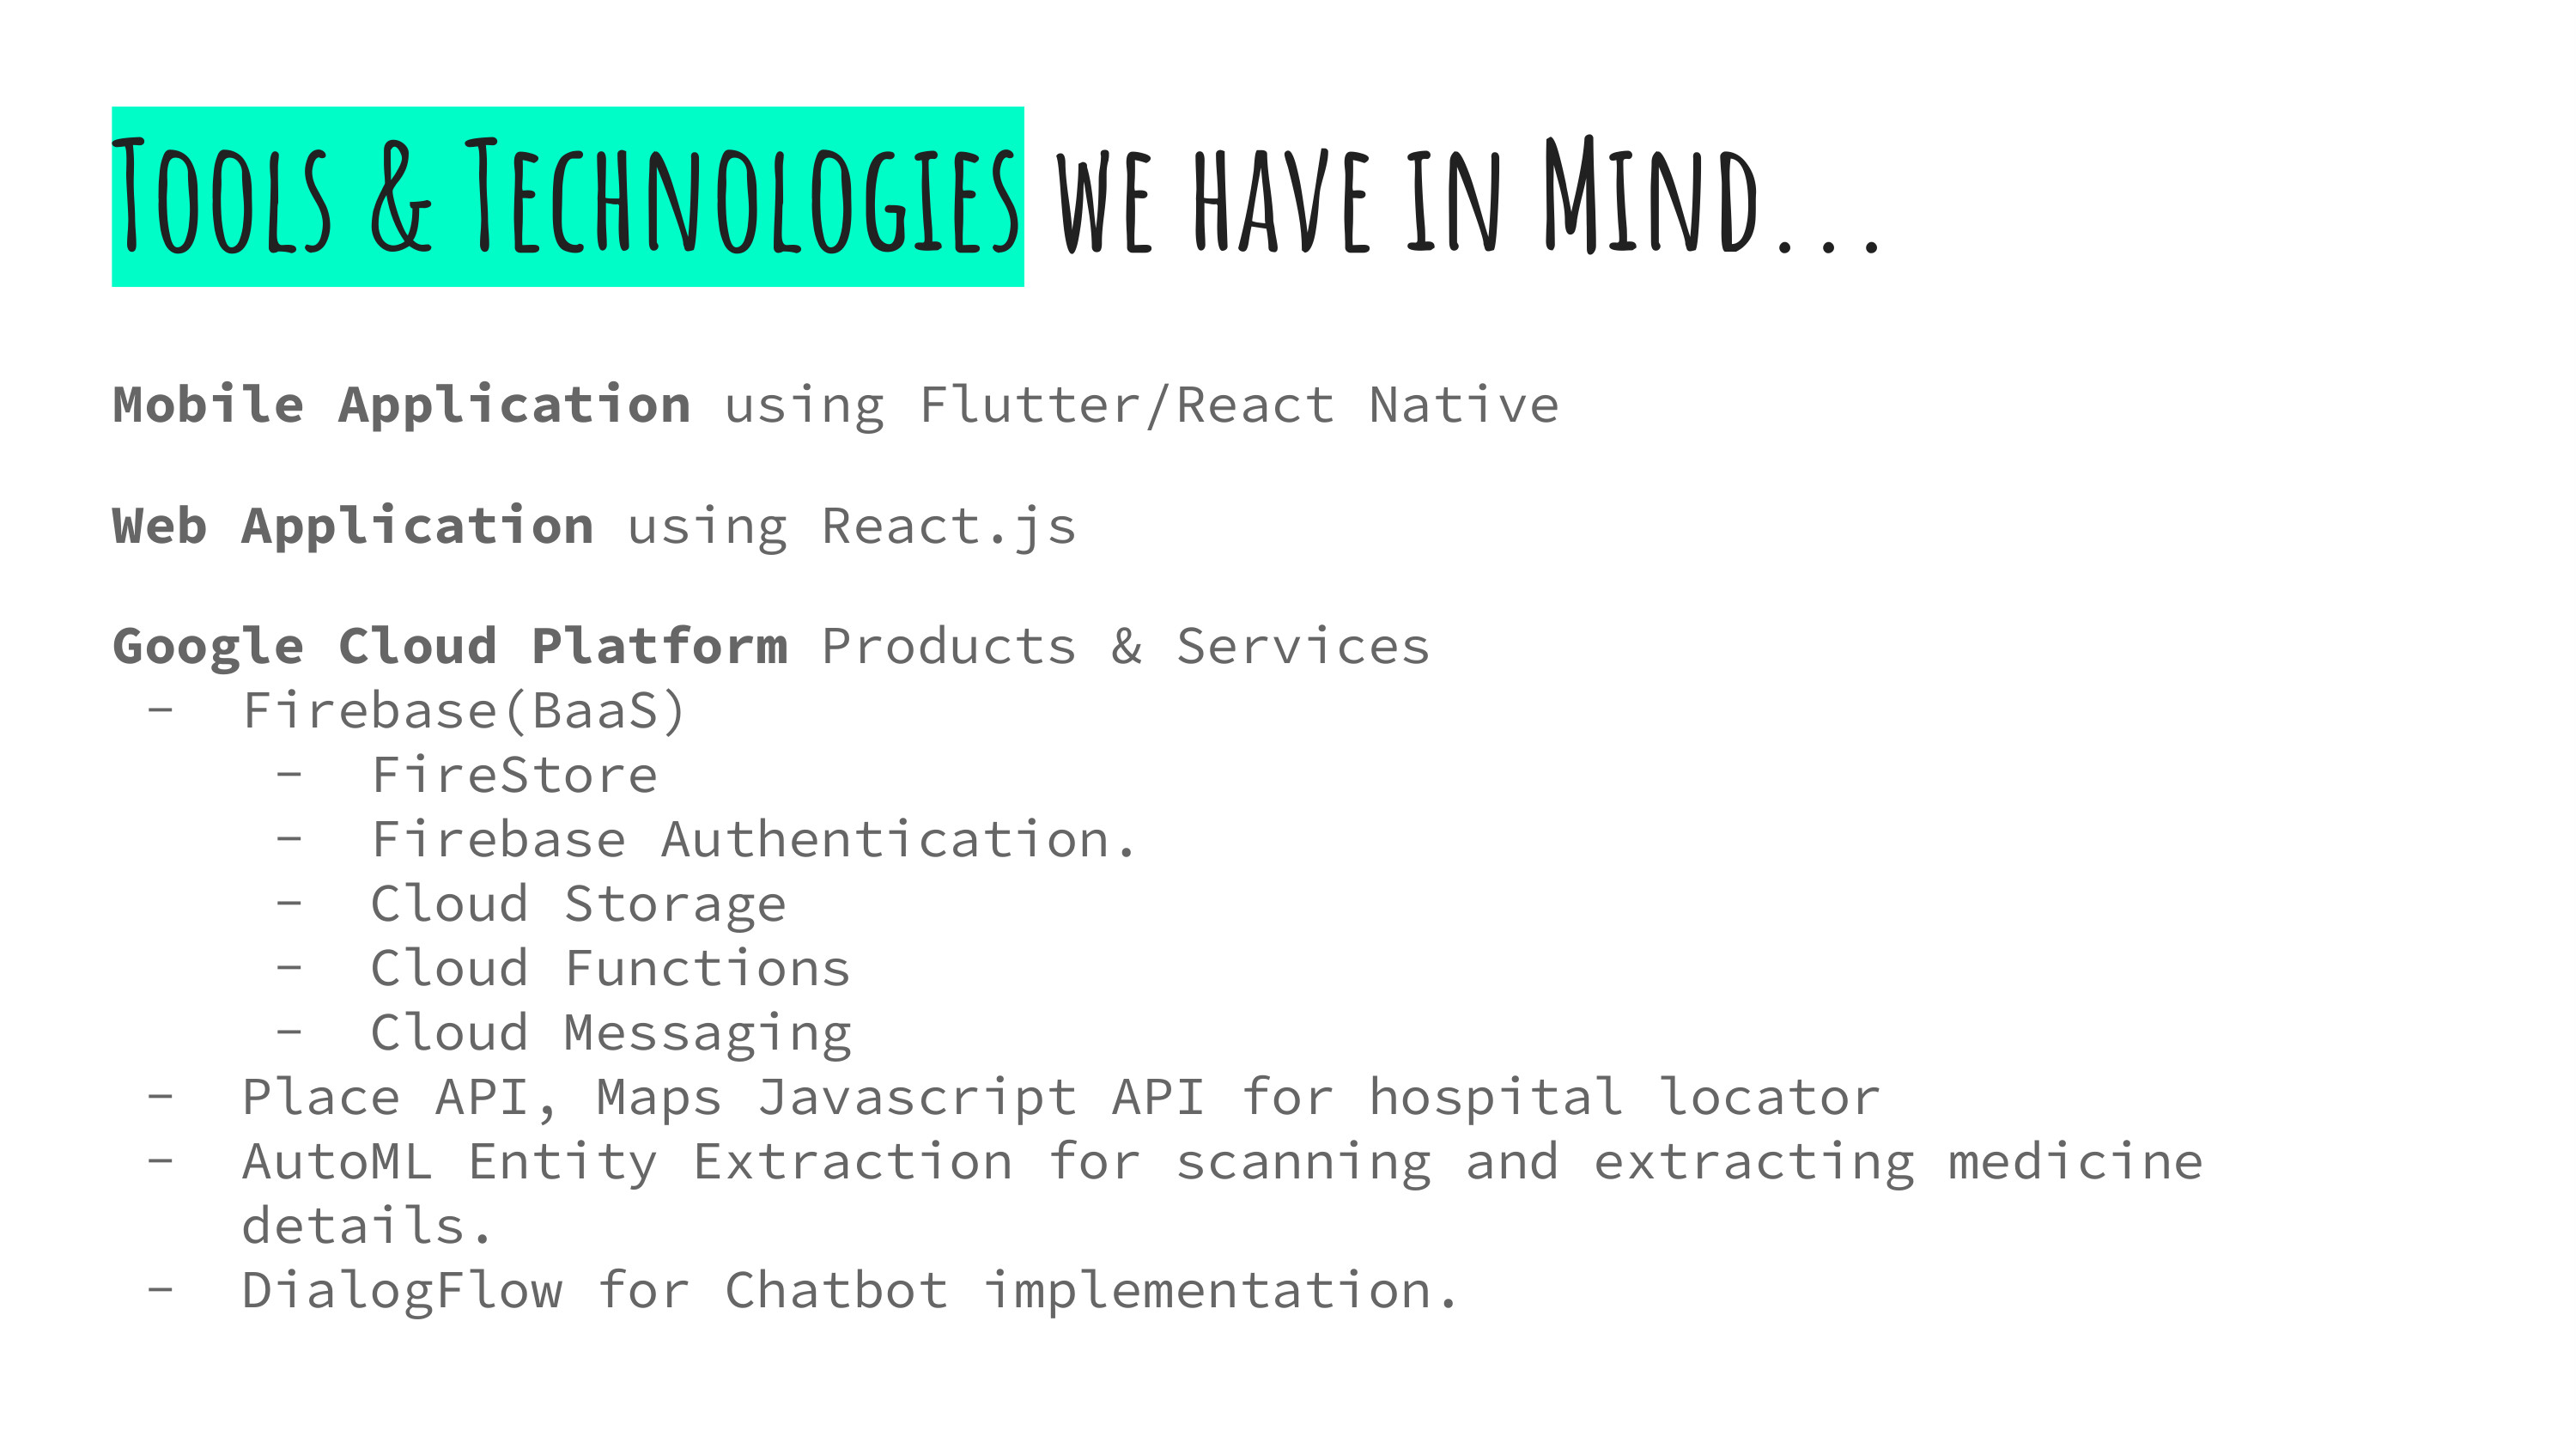 Tools & Technologies we have in Mind...
Mobile Application using Flutter/React Native
Web Application using React.js
Google Cloud Platform Products & Services
- Firebase(BaaS)
- FireStore
- Firebase Authentication.
- Cloud Storage
- Cloud Functions
- Cloud Messaging
- Place API, Maps Javascript API for hospital locator
- AutoML Entity Extraction for scanning and extracting medicine
details.
- DialogFlow for Chatbot implementation.